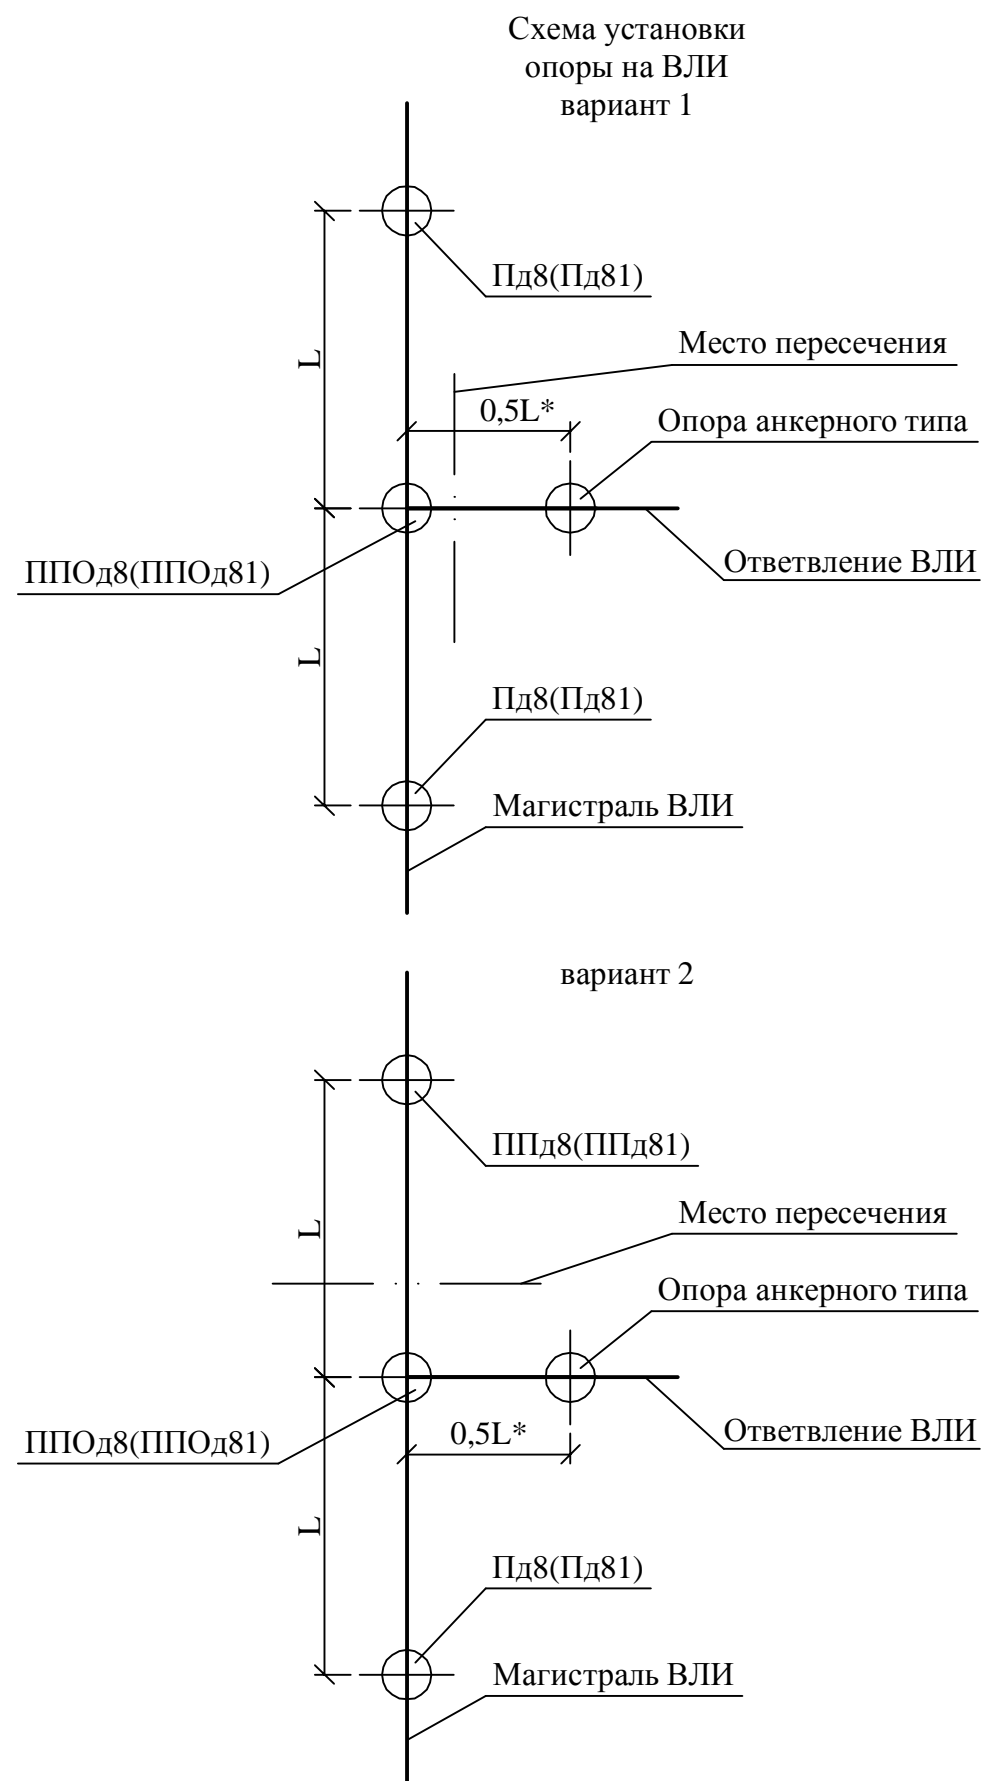 Схема установки
опоры на ВЛИ
вариант 1
Пд8(Пд81)
Место пересечения
L
0,5L*
Опора анкерного типа
Ответвление ВЛИ
ППОд8(ППОд81)
L
Пд8(Пд81)
Магистраль ВЛИ
вариант 2
ППд8(ППд81)
Место пересечения
L
Опора анкерного типа
Ответвление ВЛИ
0,5L*
ППОд8(ППОд81)
L
Пд8(Пд81)
Магистраль ВЛИ